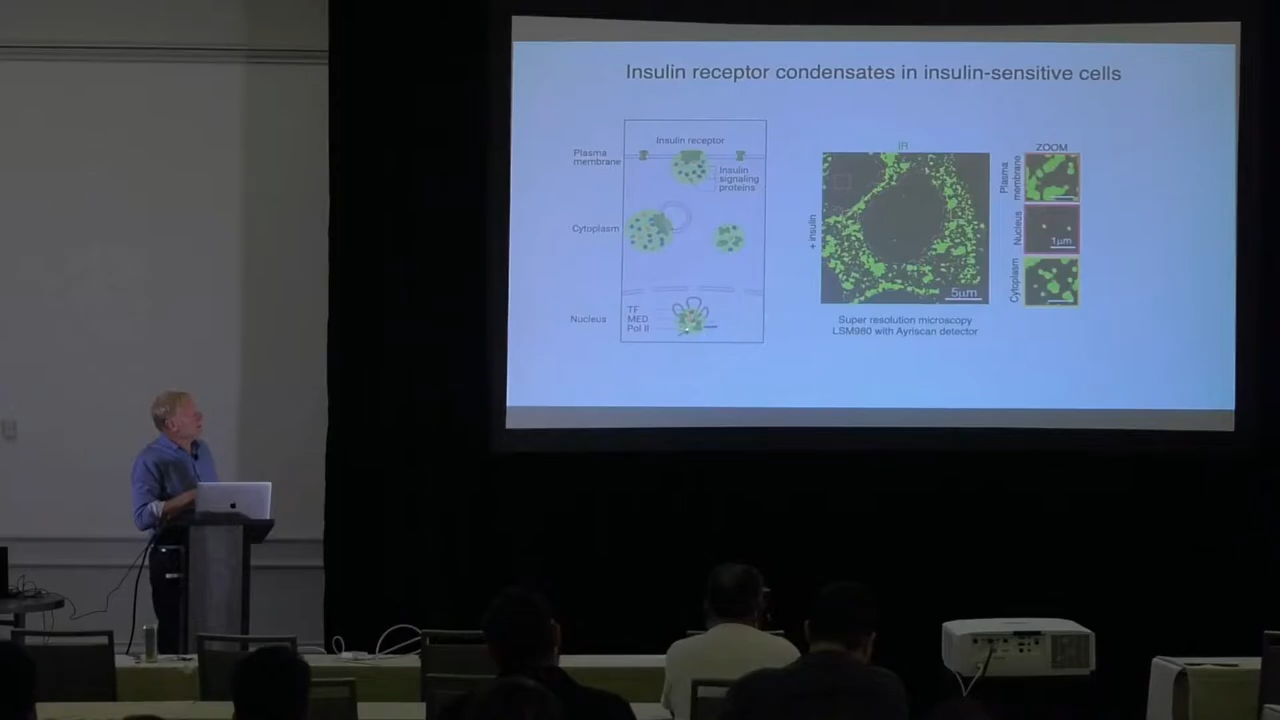 Insulin receptor condensates in insulin-sensitive cells
Insulin receptor
Plasma
membrane
Insulin
signaling
proteins
Cytoplasm
Nucleus
TF
MED
Pol II
IR
+ insulin
5μm
Super resolution microscopy
LSM980 with Ayriscan detector
ZOOM
Plasma
membrane
Nucleus
1μm
Cytoplasm